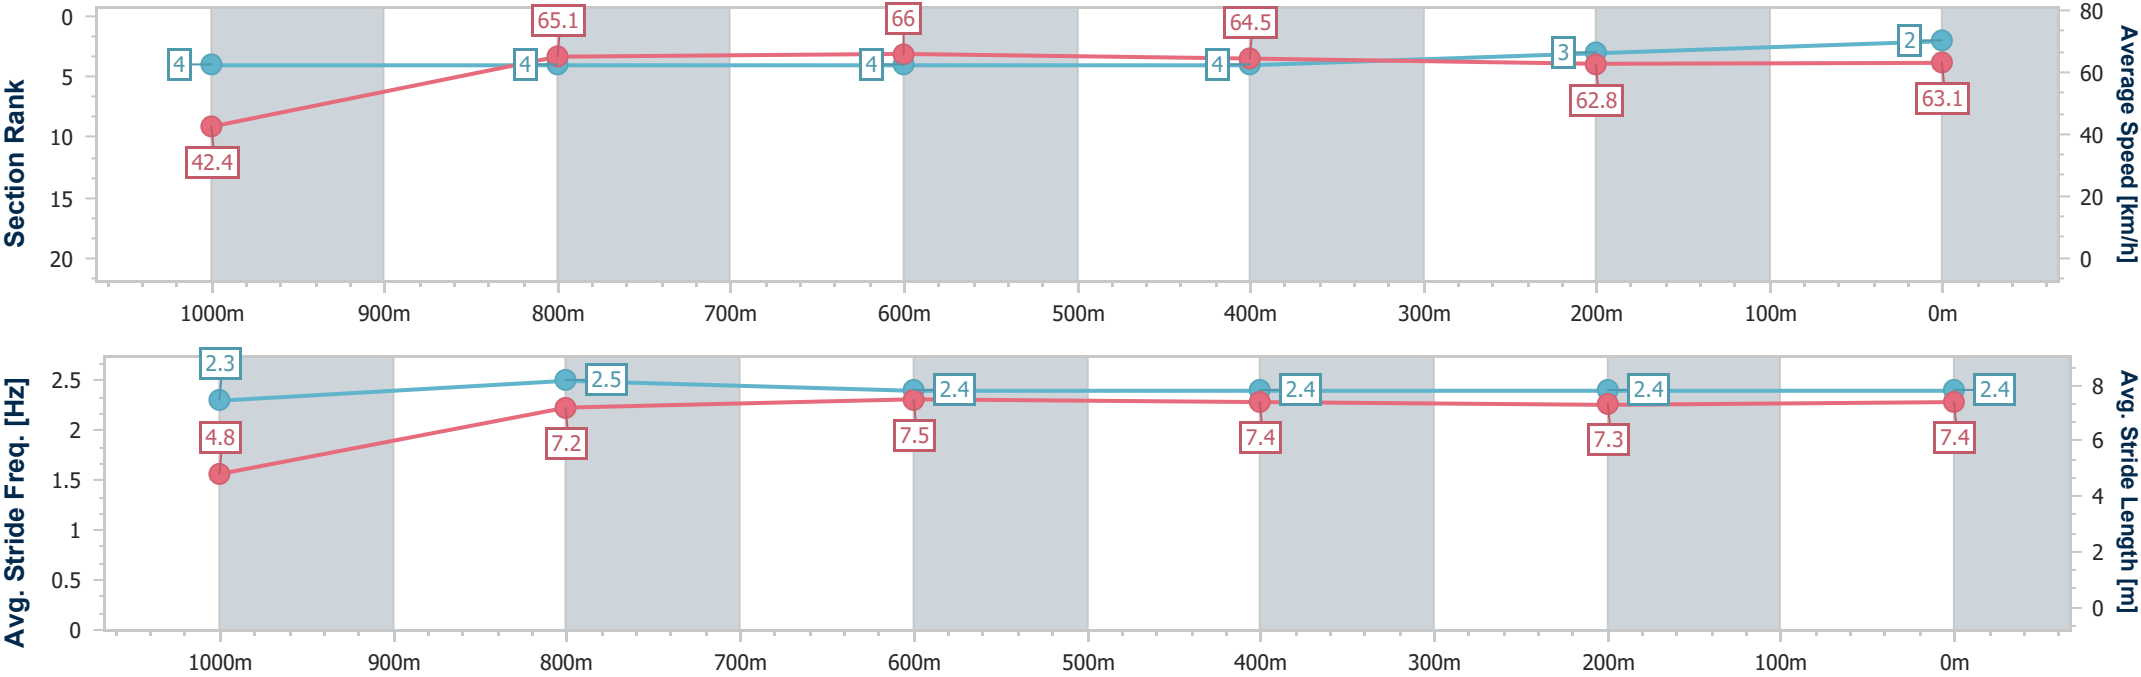 Section Rank
0
5
10
15
20
4
4
4
4
3
2
42.4
65.1
66
64.5
62.8
63.1
80
60
40
20
0
Average Speed [km/h]
1000m
900m
800m
700m
600m
500m
400m
300m
200m
100m
0m
Avg. Stride Freq. [Hz]
2.5
2
1.5
1
0.5
0
2.3
2.5
2.4
2.4
2.4
2.4
4.8
7.2
7.5
7.4
7.3
7.4
8
6
4
2
0
Avg. Stride Length [m]
1000m
900m
800m
700m
600m
500m
400m
300m
200m
100m
0m